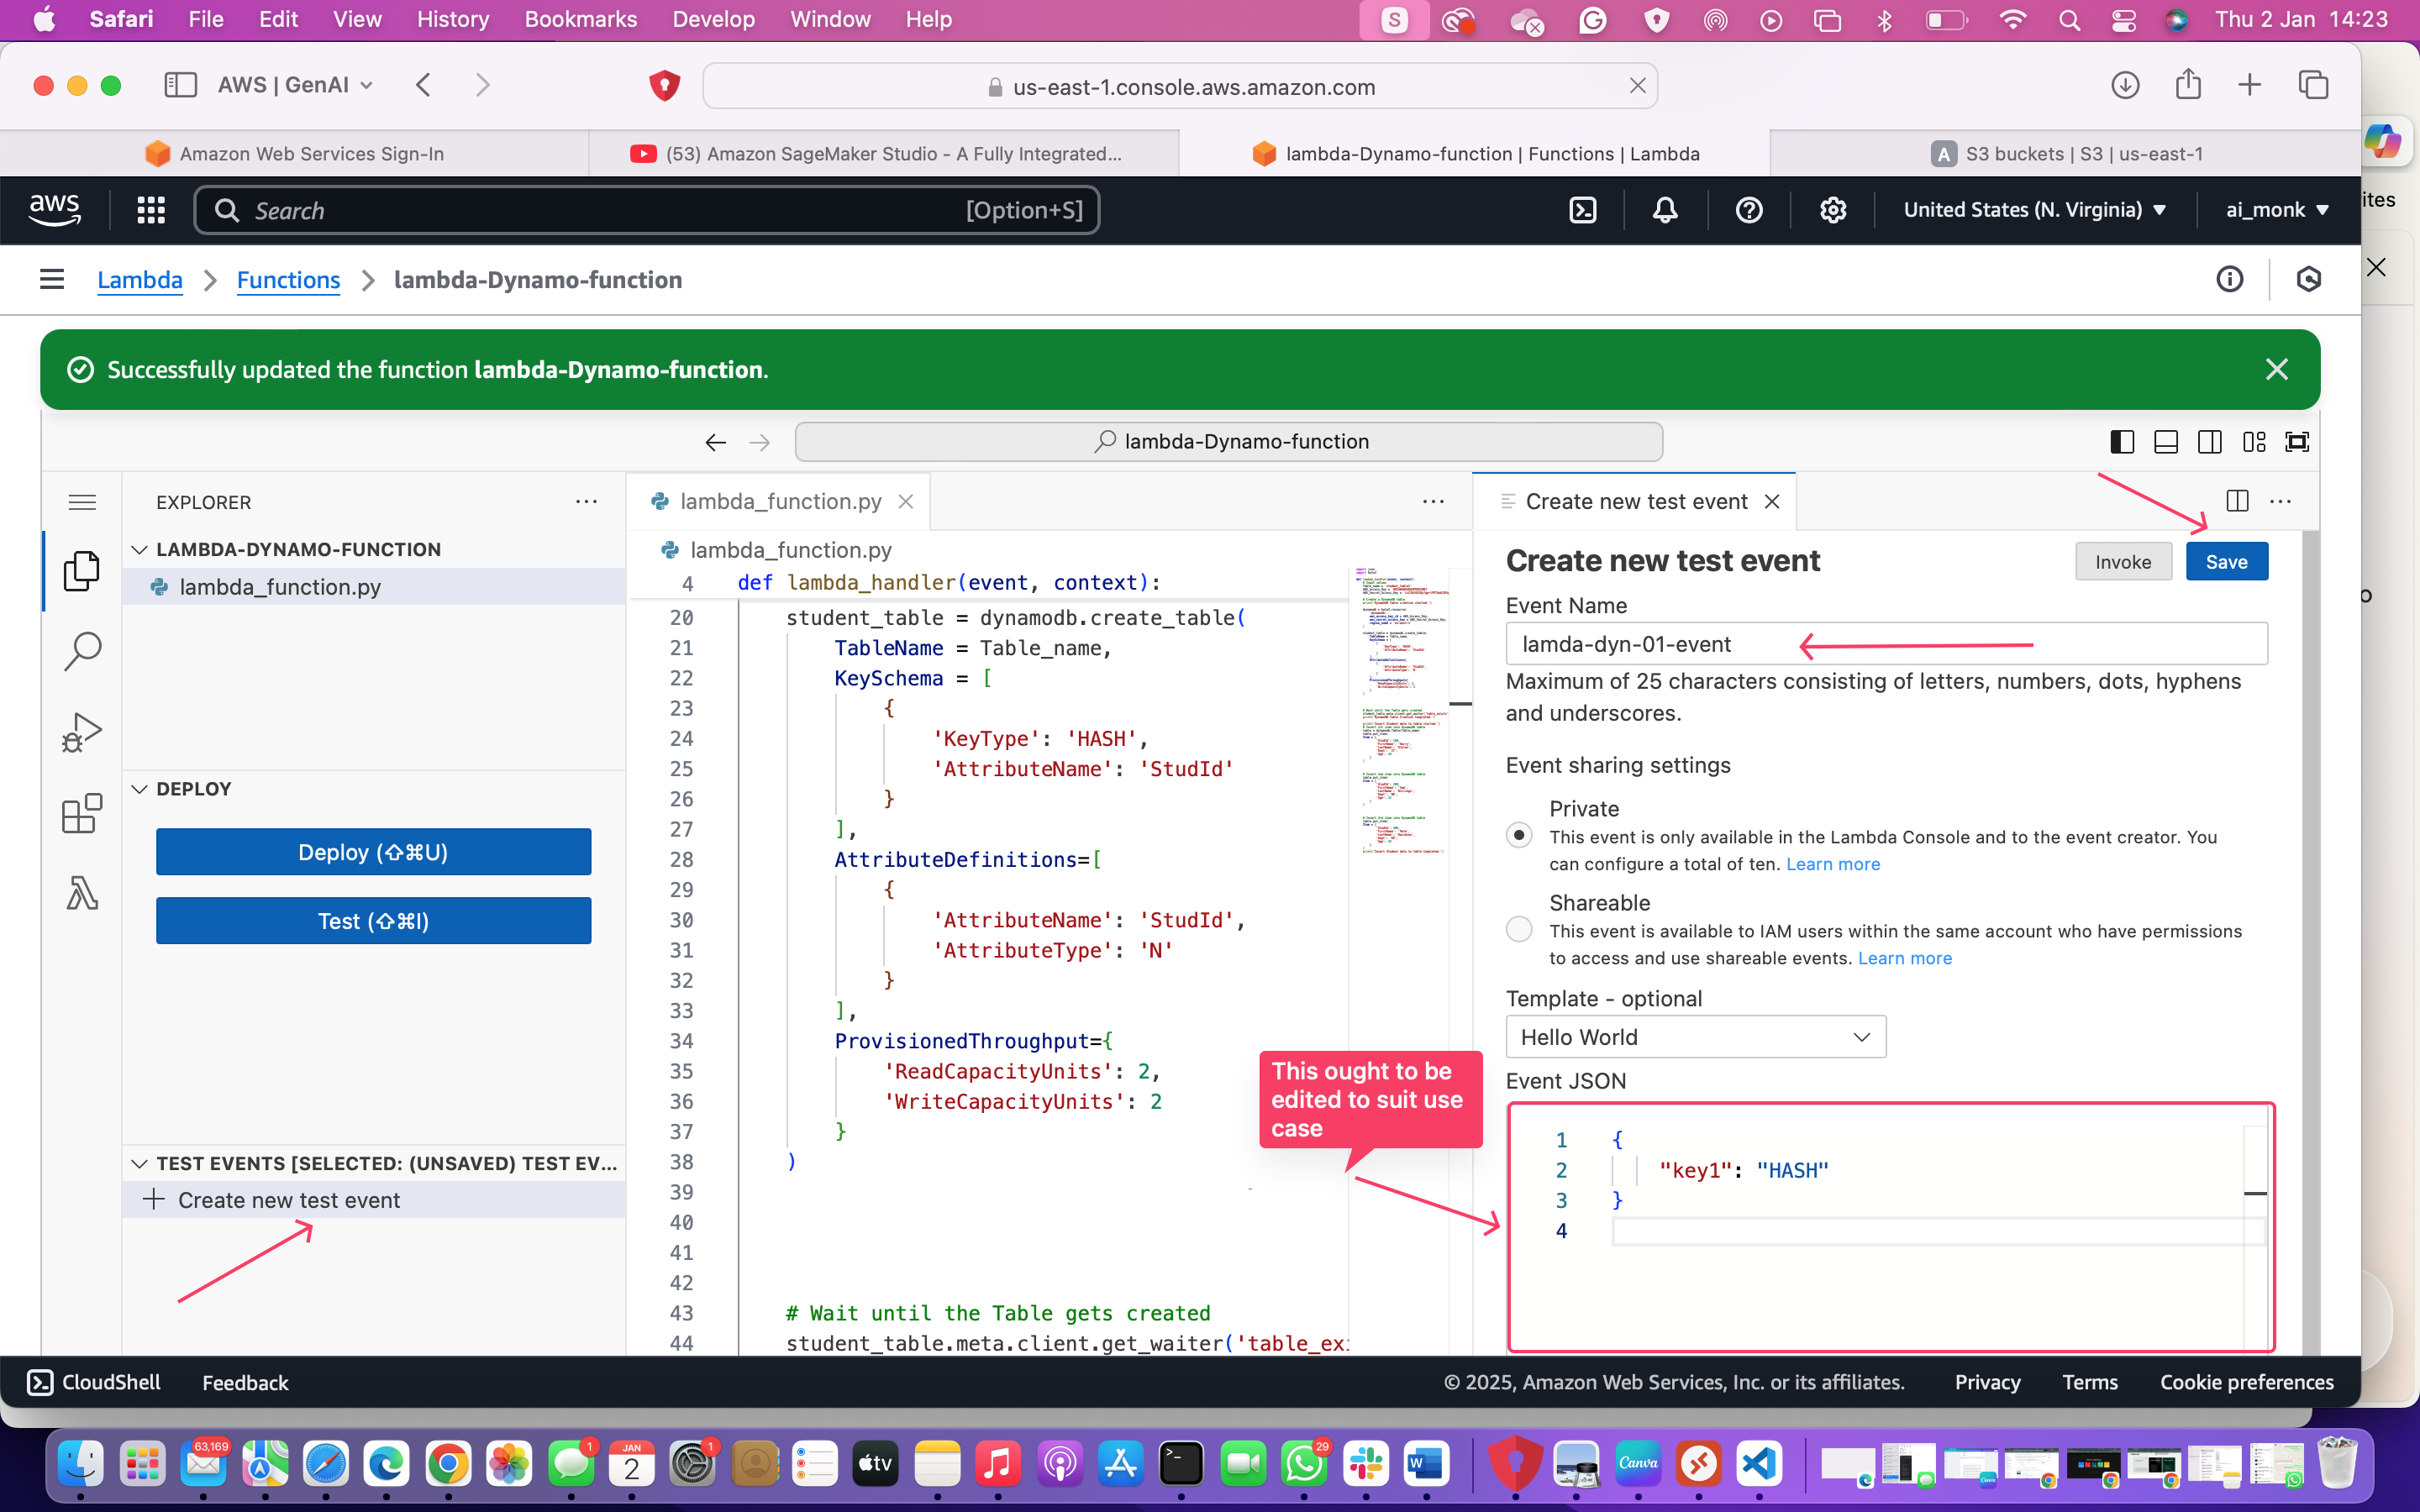 Safari File Edit View History Bookmarks Develop Window Help
S
Thu 2 Jan 14:23
AWS | GenAI
us-east-1.console.aws.amazon.com
Amazon Web Services Sign-In
(53) Amazon SageMaker Studio - A Fully Integrated...
lambda-Dynamo-function | Functions | Lambda
A S3 buckets | S3 | us-east-1
aws
Search
[Option+S]
United States (N. Virginia)
ai_monk
ites
Lambda > Functions > lambda-Dynamo-function
Successfully updated the function lambda-Dynamo-function.
lambda-Dynamo-function
EXPLORER
LAMBDA-DYNAMO-FUNCTION
lambda_function.py
DEPLOY
Deploy (⇧⌘U)
Test (⇧⌘I)
TEST EVENTS [SELECTED: (UNSAVED) TEST EV...
Create new test event
lambda_function.py
lambda_function.py
4 def lambda_handler(event, context):
20 student_table = dynamodb.create_table(
21 TableName = Table_name,
22 KeySchema = [
23 {
24 'KeyType': 'HASH',
25 'AttributeName': 'StudId'
26 }
27 ],
28 AttributeDefinitions=[
29 {
30 'AttributeName': 'StudId',
31 'AttributeType': 'N'
32 }
33 ],
34 ProvisionedThroughput={
35 'ReadCapacityUnits': 2,
36 'WriteCapacityUnits': 2
37 }
38 )
39
40
41
42
43 # Wait until the Table gets created
44 student_table.meta.client.get_waiter('table_ex
This ought to be
edited to suit use
case
Create new test event
Create new test event
Invoke
Save
Event Name
lamda-dyn-01-event
Maximum of 25 characters consisting of letters, numbers, dots, hyphens
and underscores.
Event sharing settings
Private
This event is only available in the Lambda Console and to the event creator. You
can configure a total of ten. Learn more
Shareable
This event is available to IAM users within the same account who have permissions
to access and use shareable events. Learn more
Template - optional
Hello World
Event JSON
1 {
2 "key1": "HASH"
3 }
4
CloudShell
Feedback
© 2025, Amazon Web Services, Inc. or its affiliates.
Privacy
Terms
Cookie preferences
63,169
1
JAN
2
1
tv
29
W
Canva